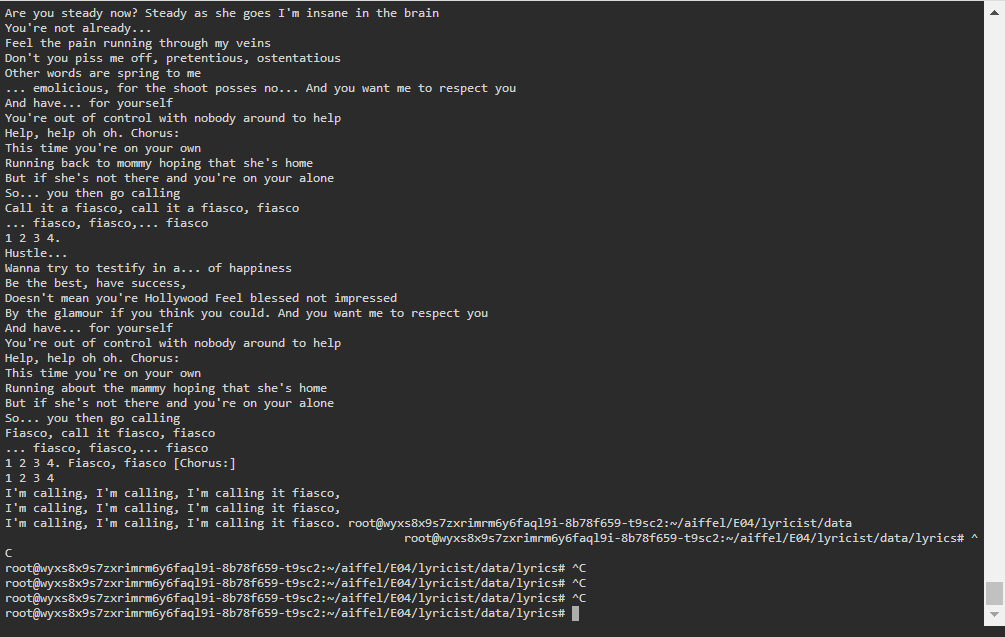 Are you steady now? Steady as she goes I'm insane in the brain
You're not already...
Feel the pain running through my veins
Don't you piss me off, pretentious, ostentatious
Other words are spring to me
... emolicious, for the shoot posses no... And you want me to respect you
And have... for yourself
You're out of control with nobody around to help
Help, help oh oh. Chorus:
This time you're on your own
Running back to mommy hoping that she's home
But if she's not there and you're on your alone
So... you then go calling
Call it a fiasco, call it a fiasco, fiasco
... fiasco, fiasco,... fiasco
1 2 3 4.
Hustle...
Wanna try to testify in a... of happiness
Be the best, have success,
Doesn't mean you're Hollywood Feel blessed not impressed
By the glamour if you think you could. And you want me to respect you
And have... for yourself
You're out of control with nobody around to help
Help, help oh oh. Chorus:
This time you're on your own
Running about the mammy hoping that she's home
But if she's not there and you're on your alone
So... you then go calling
Fiasco, call it fiasco, fiasco
... fiasco, fiasco,... fiasco
1 2 3 4. Fiasco, fiasco [Chorus:]
1 2 3 4
I'm calling, I'm calling, I'm calling it fiasco,
I'm calling, I'm calling, I'm calling it fiasco,
I'm calling, I'm calling, I'm calling it fiasco. root@wyxs8x9s7zxrimrm6y6faql9i-8b78f659-t9sc2:~/aiffel/E04/lyricist/data
root@wyxs8x9s7zxrimrm6y6faql9i-8b78f659-t9sc2:~/aiffel/E04/lyricist/data/lyrics# ^
C
root@wyxs8x9s7zxrimrm6y6faql9i-8b78f659-t9sc2:~/aiffel/E04/lyricist/data/lyrics# ^C
root@wyxs8x9s7zxrimrm6y6faql9i-8b78f659-t9sc2:~/aiffel/E04/lyricist/data/lyrics# ^C
root@wyxs8x9s7zxrimrm6y6faql9i-8b78f659-t9sc2:~/aiffel/E04/lyricist/data/lyrics# ^C
root@wyxs8x9s7zxrimrm6y6faql9i-8b78f659-t9sc2:~/aiffel/E04/lyricist/data/lyrics#